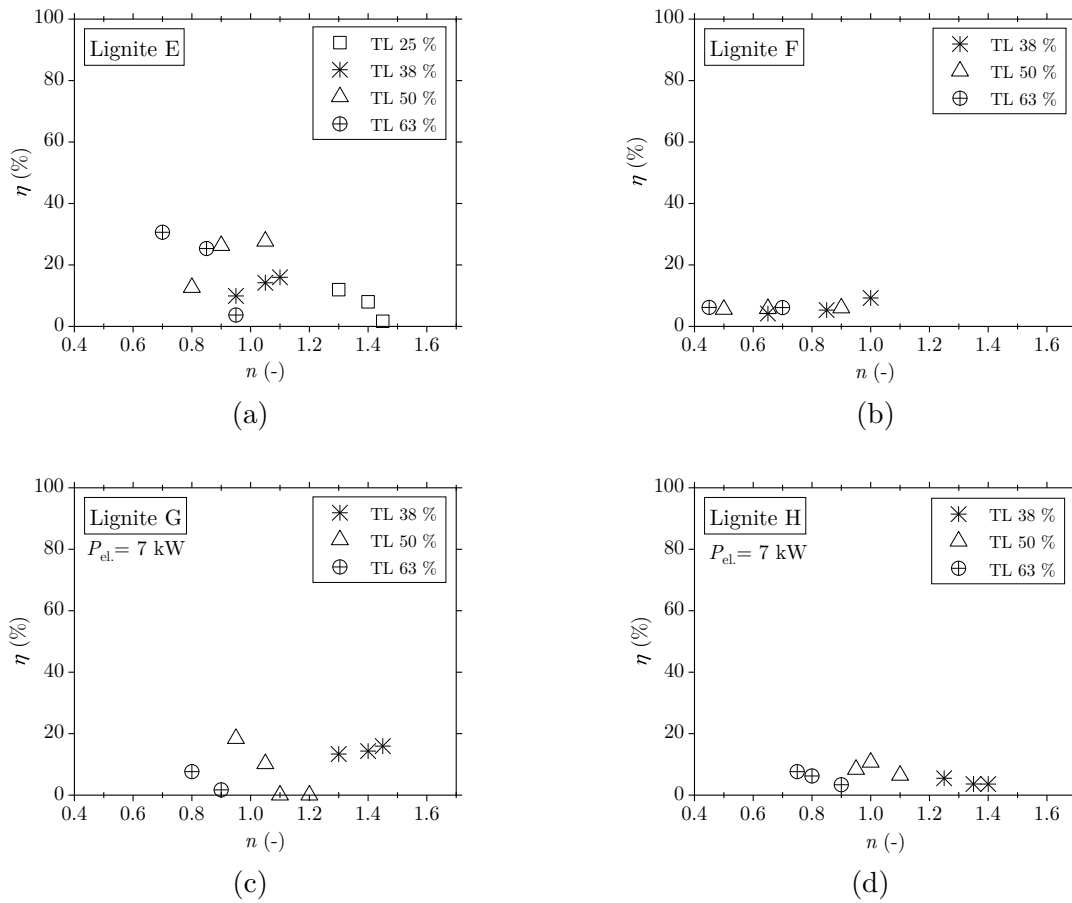 100
80
60
40
20
0
η (%)
Lignite E
TL 25 %
TL 38 %
TL 50 %
TL 63 %
0.4 0.6 0.8 1.0 1.2 1.4 1.6
n (-)
(a)
100
80
60
40
20
0
η (%)
Lignite F
TL 38 %
TL 50 %
TL 63 %
0.4 0.6 0.8 1.0 1.2 1.4 1.6
n (-)
(b)
100
80
60
40
20
0
η (%)
Lignite G
P el. = 7 kW
TL 38 %
TL 50 %
TL 63 %
0.4 0.6 0.8 1.0 1.2 1.4 1.6
n (-)
(c)
100
80
60
40
20
0
η (%)
Lignite H
P el. = 7 kW
TL 38 %
TL 50 %
TL 63 %
0.4 0.6 0.8 1.0 1.2 1.4 1.6
n (-)
(d)